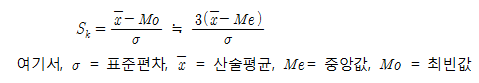 S_k = (x̅ − Mo)/σ ≒ 3(x̅ − Me)/σ
여기서, σ = 표준편차, x̅ = 산술평균, Me = 중앙값, Mo = 최빈값